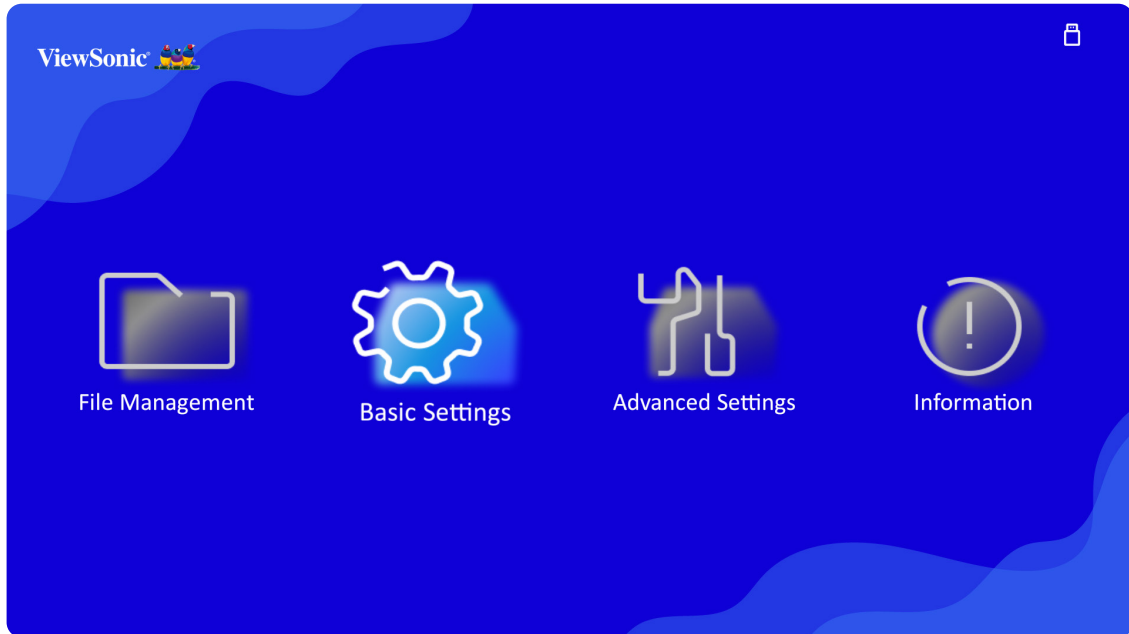 ViewSonic®
File Management
Basic Settings
Advanced Settings
Information